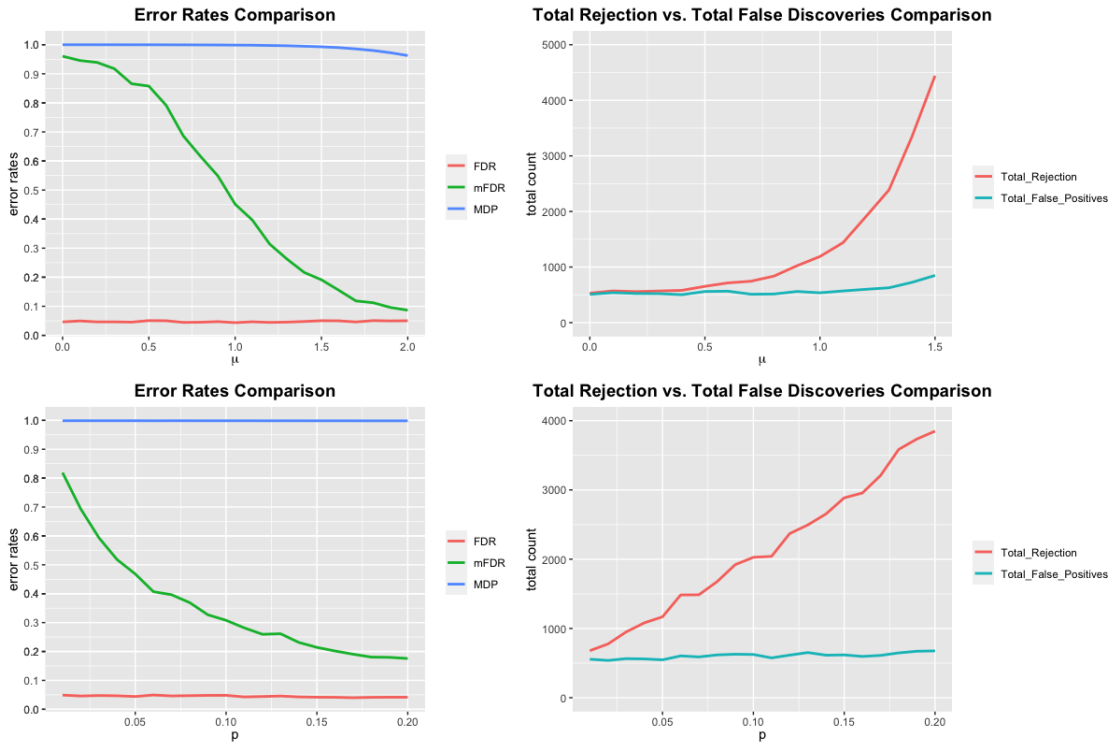 Error Rates Comparison
1.0
0.9
0.8
0.7
0.6
0.5
0.4
0.3
0.2
0.1
0.0
error rates
0.0
0.5
1.0
1.5
2.0
μ
FDR
mFDR
MDP
Total Rejection vs. Total False Discoveries Comparison
5000
4000
3000
2000
1000
0
total count
0.0
0.5
1.0
1.5
μ
Total_Rejection
Total_False_Positives
Error Rates Comparison
1.0
0.9
0.8
0.7
0.6
0.5
0.4
0.3
0.2
0.1
0.0
error rates
0.05
0.10
0.15
0.20
p
FDR
mFDR
MDP
Total Rejection vs. Total False Discoveries Comparison
4000
3000
2000
1000
0
total count
0.05
0.10
0.15
0.20
p
Total_Rejection
Total_False_Positives